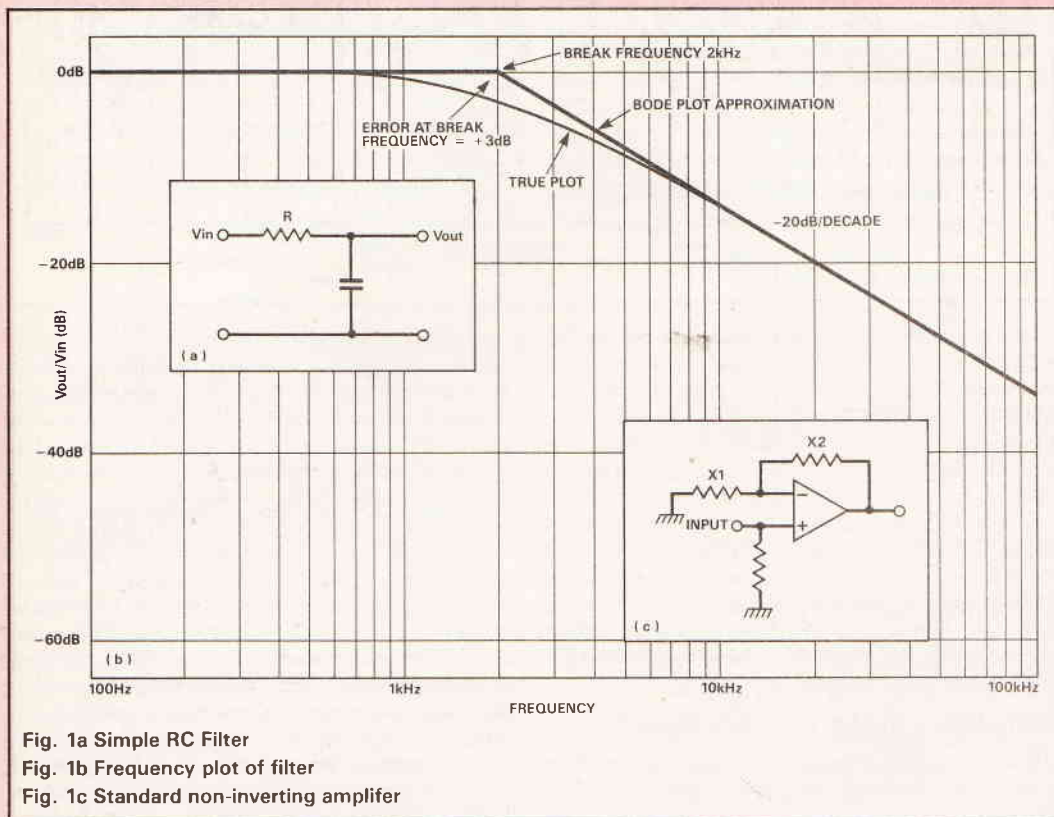 0dB
BREAK FREQUENCY 2kHz
BODE PLOT APPROXIMATION
ERROR AT BREAK
FREQUENCY = +3dB
TRUE PLOT
-20dB/DECADE
R
Vin
Vout
(a)
-20dB
Vout/Vin (dB)
-40dB
X2
X1
−
INPUT
+
(c)
-60dB
(b)
100Hz
1kHz
10kHz
100kHz
FREQUENCY
Fig. 1a Simple RC Filter
Fig. 1b Frequency plot of filter
Fig. 1c Standard non-inverting amplifer